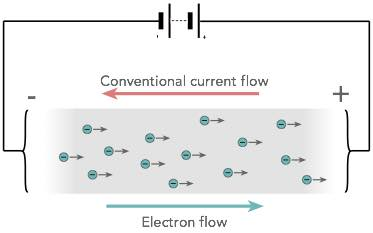 Conventional current flow
- +
Electron flow